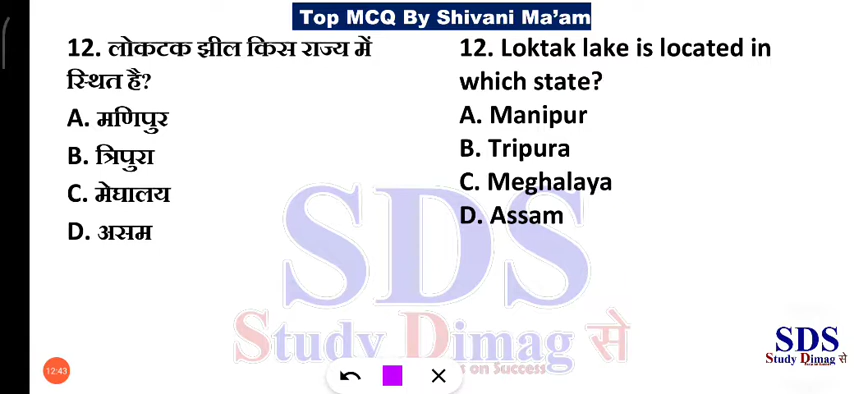 Top MCQ By Shivani Ma’am
12. लोकटक झील किस राज्य में
स्थित है?
A. मणिपुर
B. त्रिपुरा
C. मेघालय
D. असम
12. Loktak lake is located in
which state?
A. Manipur
B. Tripura
C. Meghalaya
D. Assam
SDS
Study Dimag से
s on Success
12:43
SDS
Study Dimag से